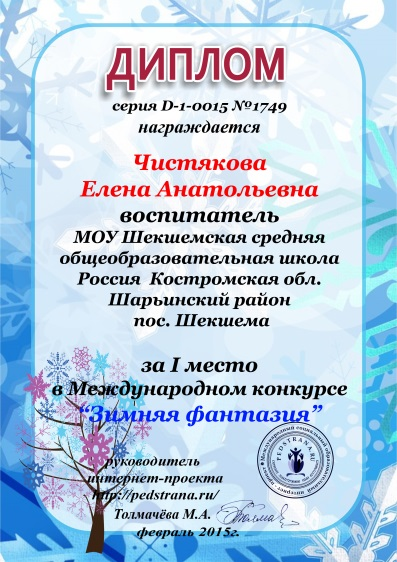 ДИПЛОМ
серия D-1-0015 №1749
награждается
Чистякова
Елена Анатольевна
воспитатель
МОУ Шекшемская средняя
общеобразовательная школа
Россия Костромская обл.
Шарьинский район
пос. Шекшема
за I место
в Международном конкурсе
“Зимняя фантазия”
руководитель
интернет-проекта
http://pedstrana.ru/
Толмачёва М.А.
февраль 2015г.
PEDSTRANA.RU